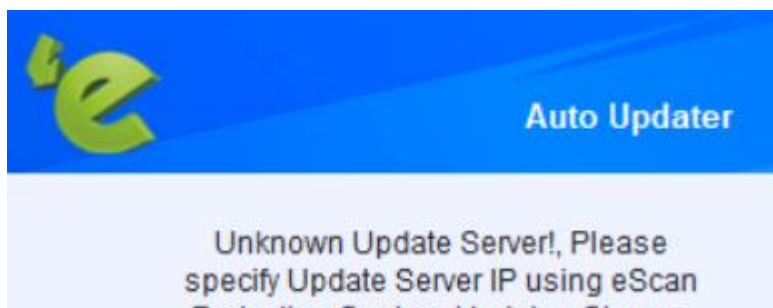 Auto Updater
Unknown Update Server!, Please
specify Update Server IP using eScan